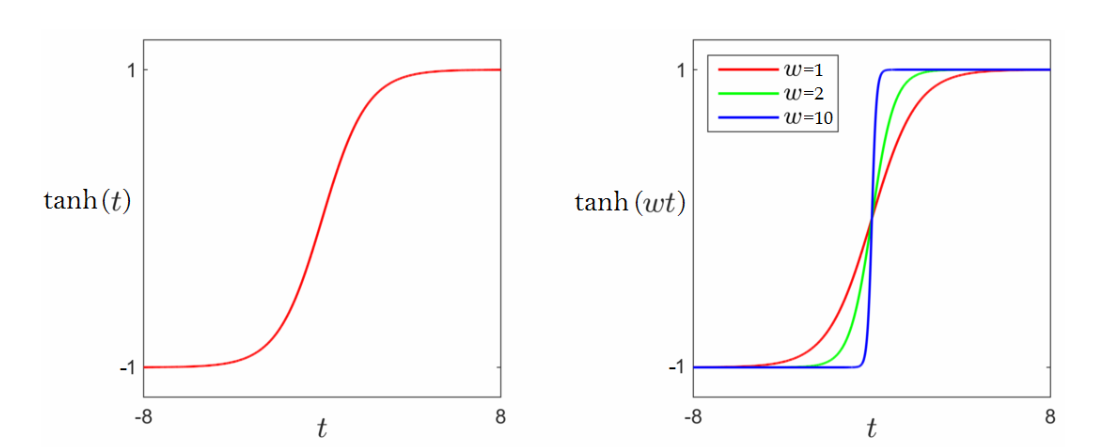 1
tanh (t)
-1
-8
8
t
1
w=1
w=2
w=10
tanh (wt)
-1
-8
8
t